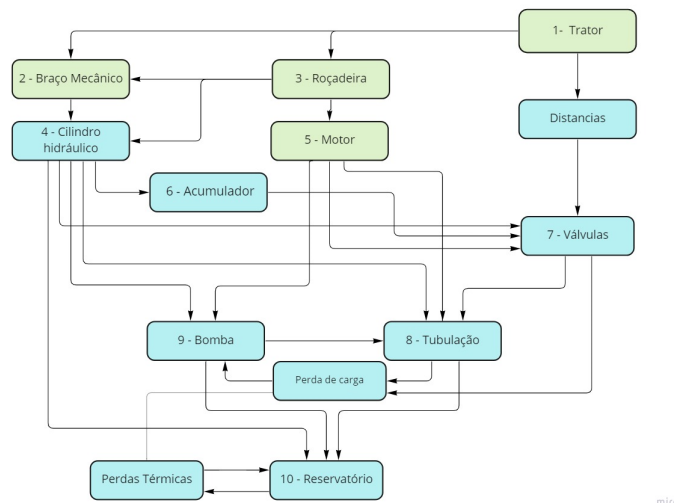 1- Trator
2 - Braço Mecânico
3 - Roçadeira
Distancias
4 - Cilindro
hidráulico
5 - Motor
6 - Acumulador
7 - Válvulas
9 - Bomba
8 - Tubulação
Perda de carga
Perdas Térmicas
10 - Reservatório